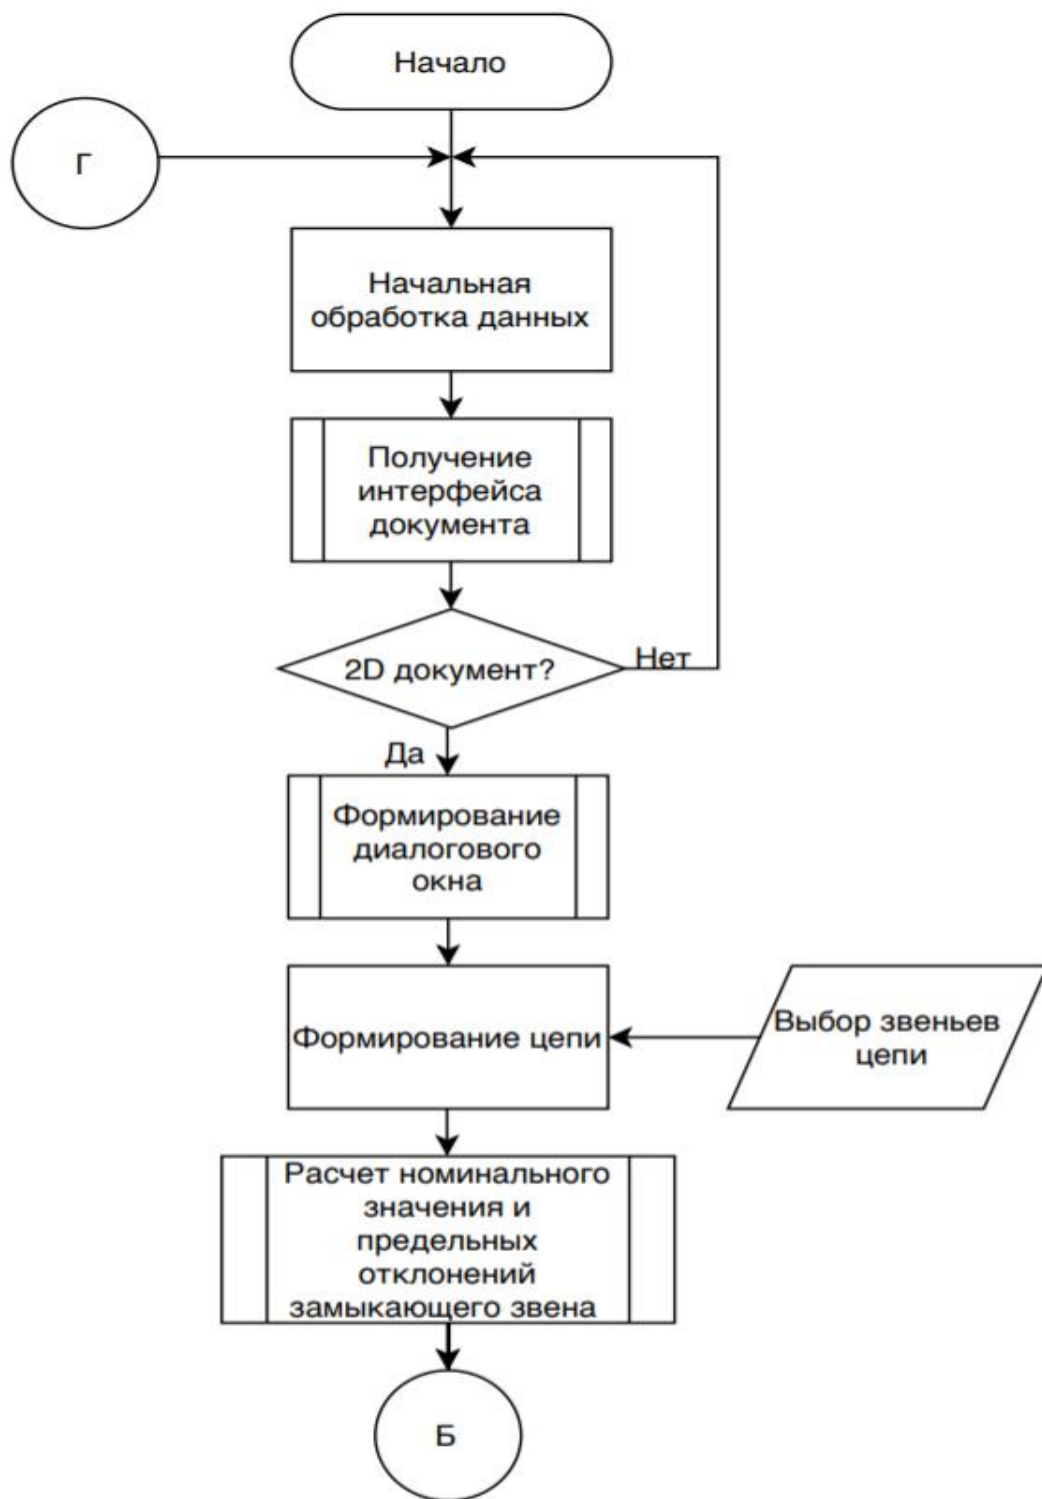 Начало
Г
Начальная
обработка данных
Получение
интерфейса
документа
2D документ?
Нет
Да
Формирование
диалогового
окна
Формирование цепи
Выбор звеньев
цепи
Расчет номинального
значения и
предельных
отклонений
замыкающего звена
Б